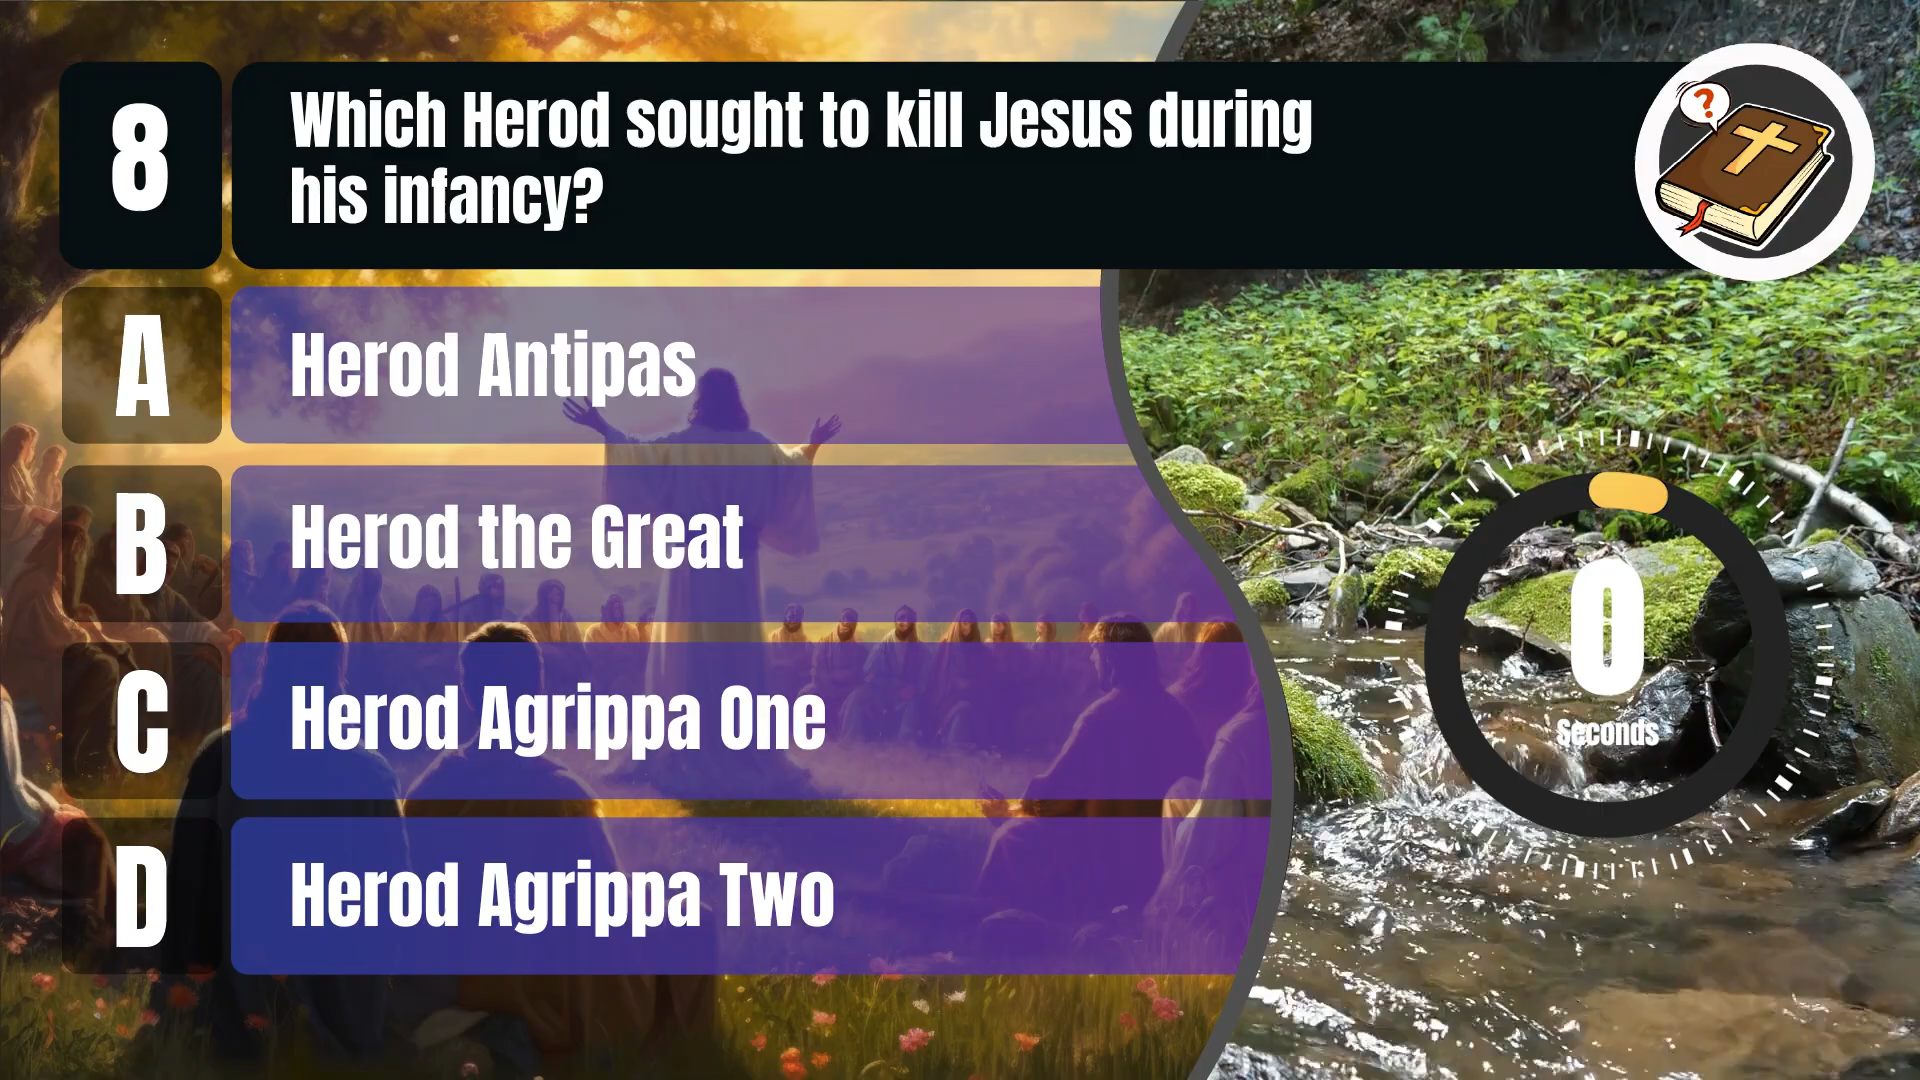 8
Which Herod sought to kill Jesus during
his infancy?
?
A
Herod Antipas
B
Herod the Great
C
Herod Agrippa One
D
Herod Agrippa Two
0
Seconds